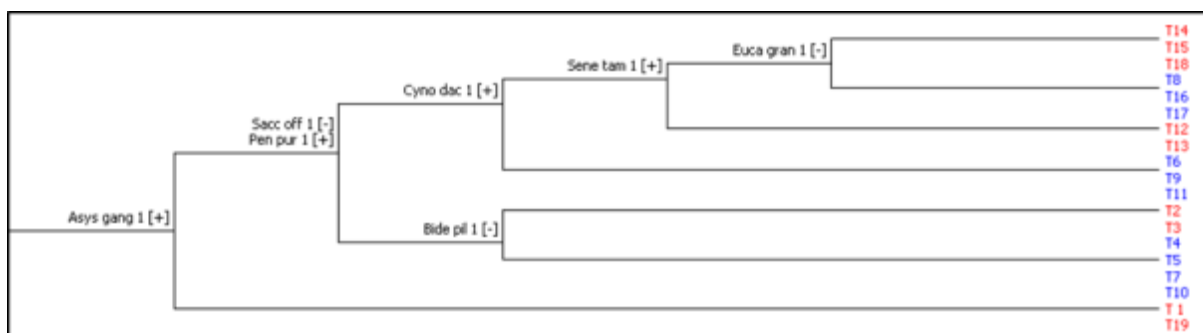 T14
T15
Euca gran 1 [-]
T18
Sene tam 1 [+]
T8
Cyno dac 1 [+]
T16
T17
Sacc off 1 [-]
T12
Pen pur 1 [+]
T13
T6
T9
T11
Asys gang 1 [+]
T2
Bide pil 1 [-]
T3
T4
T5
T7
T10
T 1
T19